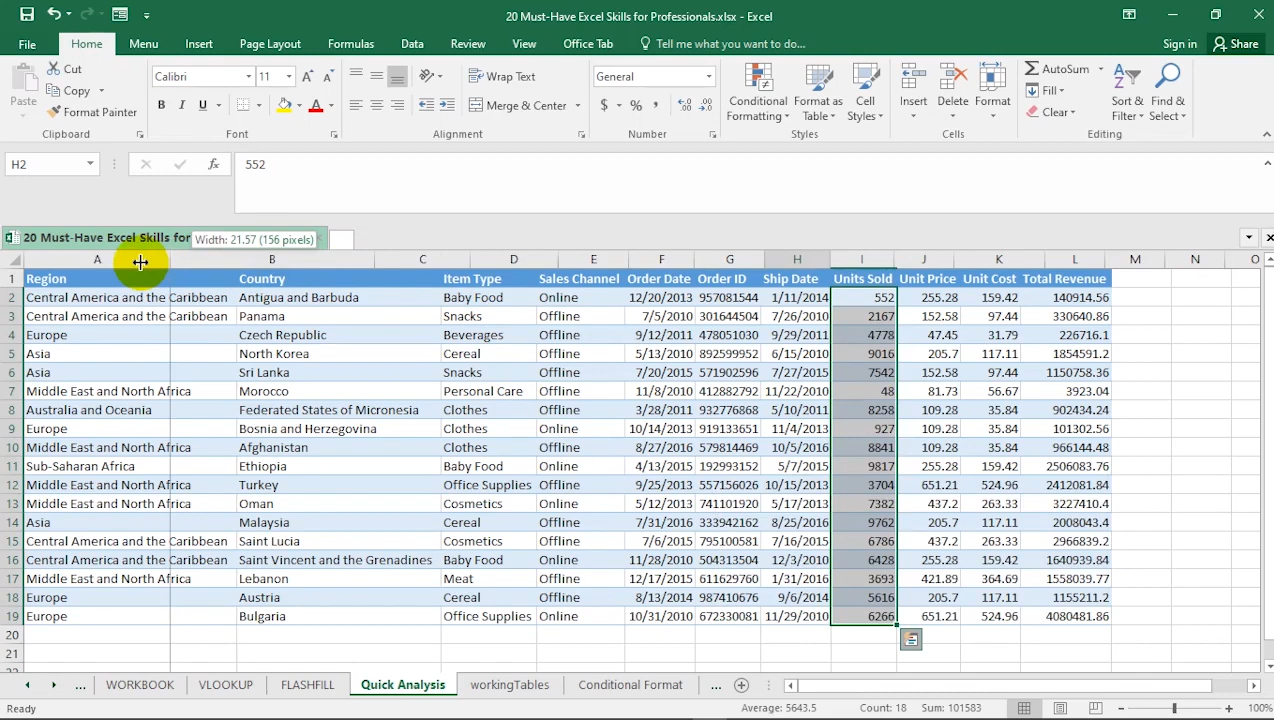 20 Must-Have Excel Skills for Professionals.xlsx - Excel
File Home Menu Insert Page Layout Formulas Data Review View Office Tab Tell me what you want to do... Sign in Share
Paste Cut Copy Format Painter
Clipboard
Calibri 11
B I U A
Font
Wrap Text
Merge & Center
Alignment
General
$ % ,
Number
Conditional Formatting Format as Table Cell Styles
Styles
Insert Delete Format
Cells
AutoSum Fill Clear Sort & Filter Find & Select
Editing
H2 fx 552
20 Must-Have Excel Skills for Width: 21.57 (156 pixels)
A B C D E F G H I J K L M N O
1 Region Country Item Type Sales Channel Order Date Order ID Ship Date Units Sold Unit Price Unit Cost Total Revenue
2 Central America and the Caribbean Antigua and Barbuda Baby Food Online 12/20/2013 957081544 1/11/2014 552 255.28 159.42 140914.56
3 Central America and the Caribbean Panama Snacks Offline 7/5/2010 301644504 7/26/2010 2167 152.58 97.44 330640.86
4 Europe Czech Republic Beverages Offline 9/12/2011 478051030 9/29/2011 4778 47.45 31.79 226716.1
5 Asia North Korea Cereal Offline 5/13/2010 892599952 6/15/2010 9016 205.7 117.11 1854591.2
6 Asia Sri Lanka Snacks Offline 7/20/2015 571902596 7/27/2015 7542 152.58 97.44 1150758.36
7 Middle East and North Africa Morocco Personal Care Offline 11/8/2010 412882792 11/22/2010 48 81.73 56.67 3923.04
8 Australia and Oceania Federated States of Micronesia Clothes Offline 3/28/2011 932776868 5/10/2011 8258 109.28 35.84 902434.24
9 Europe Bosnia and Herzegovina Clothes Online 10/14/2013 919133651 11/4/2013 927 109.28 35.84 101302.56
10 Middle East and North Africa Afghanistan Clothes Offline 8/27/2016 579814469 10/5/2016 8841 109.28 35.84 966144.48
11 Sub-Saharan Africa Ethiopia Baby Food Online 4/13/2015 192993152 5/7/2015 9817 255.28 159.42 2506083.76
12 Middle East and North Africa Turkey Office Supplies Online 9/25/2013 557156026 10/15/2013 3704 651.21 524.96 2412081.84
13 Middle East and North Africa Oman Cosmetics Online 5/12/2013 741101920 5/17/2013 7382 437.2 263.33 3227410.4
14 Asia Malaysia Cereal Offline 7/31/2016 333942162 8/25/2016 9762 205.7 117.11 2008043.4
15 Central America and the Caribbean Saint Lucia Cosmetics Offline 7/6/2015 795100581 7/16/2015 6786 437.2 263.33 2966839.2
16 Central America and the Caribbean Saint Vincent and the Grenadines Baby Food Online 11/28/2010 504313504 12/3/2010 6428 255.28 159.42 1640939.84
17 Middle East and North Africa Lebanon Meat Offline 12/17/2015 611629760 1/31/2016 3693 421.89 364.69 1558039.77
18 Europe Austria Cereal Offline 8/13/2014 987410676 9/6/2014 5616 205.7 117.11 1155211.2
19 Europe Bulgaria Office Supplies Online 10/31/2010 672330081 11/29/2010 6266 651.21 524.96 4080481.86
20
21
... WORKBOOK VLOOKUP FLASHFILL Quick Analysis workingTables Conditional Format ...
Ready Average: 5643.5 Count: 18 Sum: 101583 100%